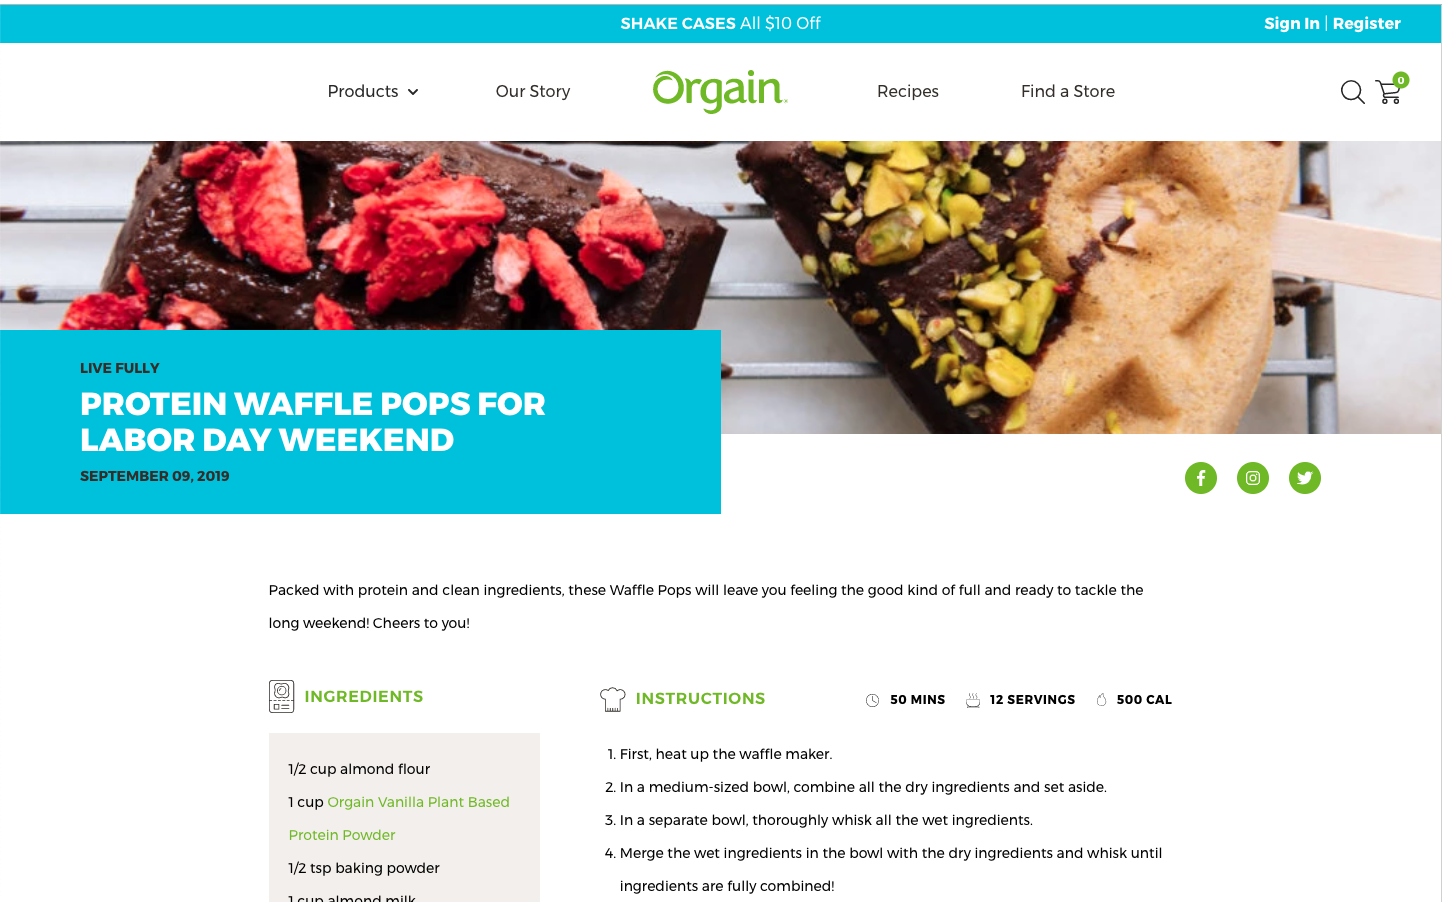 SHAKE CASES All $10 Off
Sign In | Register
Products
Our Story
Orgain
Recipes
Find a Store
0
LIVE FULLY
PROTEIN WAFFLE POPS FOR
LABOR DAY WEEKEND
SEPTEMBER 09, 2019
Packed with protein and clean ingredients, these Waffle Pops will leave you feeling the good kind of full and ready to tackle the
long weekend! Cheers to you!
INGREDIENTS
1/2 cup almond flour
1 cup Orgain Vanilla Plant Based
Protein Powder
1/2 tsp baking powder
1 cup almond milk
INSTRUCTIONS
50 MINS
12 SERVINGS
500 CAL
1. First, heat up the waffle maker.
2. In a medium-sized bowl, combine all the dry ingredients and set aside.
3. In a separate bowl, thoroughly whisk all the wet ingredients.
4. Merge the wet ingredients in the bowl with the dry ingredients and whisk until
ingredients are fully combined!